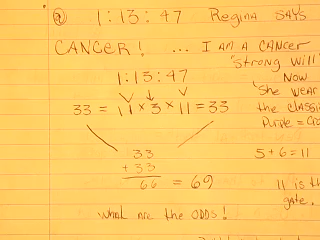 ② 1:13:47 Regina SAYS
CANCER! ... I AM A CANCER
'Strong Will'
1:13:47 Now
'She WEAR
33 = 11 x 3 x 11 = 33 the classic
Purple =
33 5 + 6 = 11
+ 33
66 = 69 11 is th
gate.
What are the ODDS!